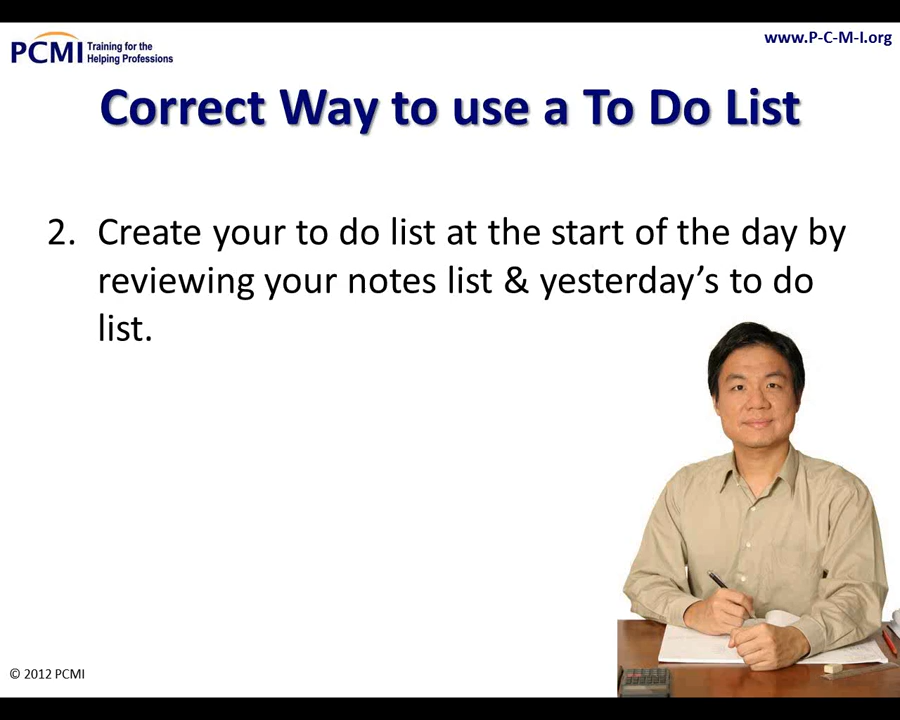 PCMI Training for the
Helping Professions
www.P-C-M-I.org
Correct Way to use a To Do List
2. Create your to do list at the start of the day by
reviewing your notes list & yesterday's to do
list.
© 2012 PCMI